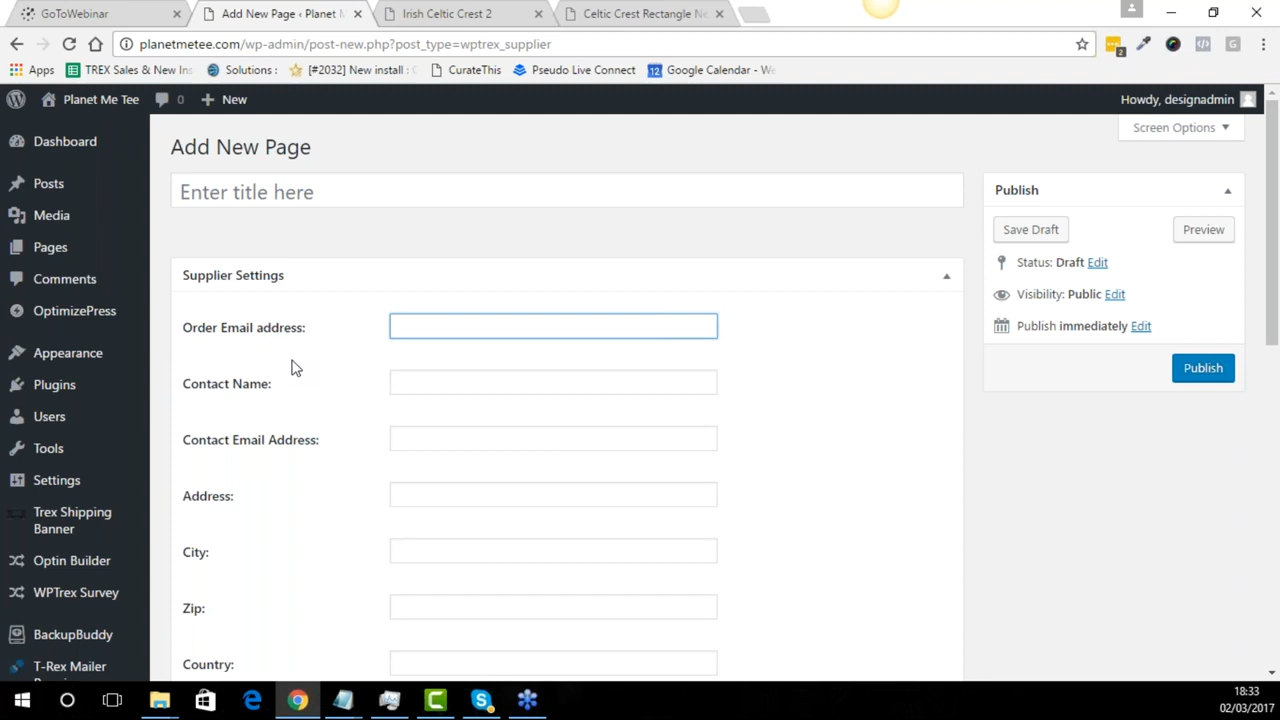 GoToWebinar
Add New Page ‹ Planet M
Irish Celtic Crest 2
Celtic Crest Rectangle Ne
planetmetee.com/wp-admin/post-new.php?post_type=wptrex_supplier
2
Apps
TREX Sales & New Ins
Solutions :
[#2032] New install : (
CurateThis
Pseudo Live Connect
12
Google Calendar - We
Planet Me Tee
0
New
Howdy, designadmin
Screen Options
Dashboard
Posts
Media
Pages
Comments
OptimizePress
Appearance
Plugins
Users
Tools
Settings
Trex Shipping
Banner
Optin Builder
WPTrex Survey
BackupBuddy
T-Rex Mailer
Add New Page
Enter title here
Supplier Settings
Order Email address:
Contact Name:
Contact Email Address:
Address:
City:
Zip:
Country:
Publish
Save Draft
Preview
Status: Draft Edit
Visibility: Public Edit
Publish immediately Edit
Publish
18:33
02/03/2017